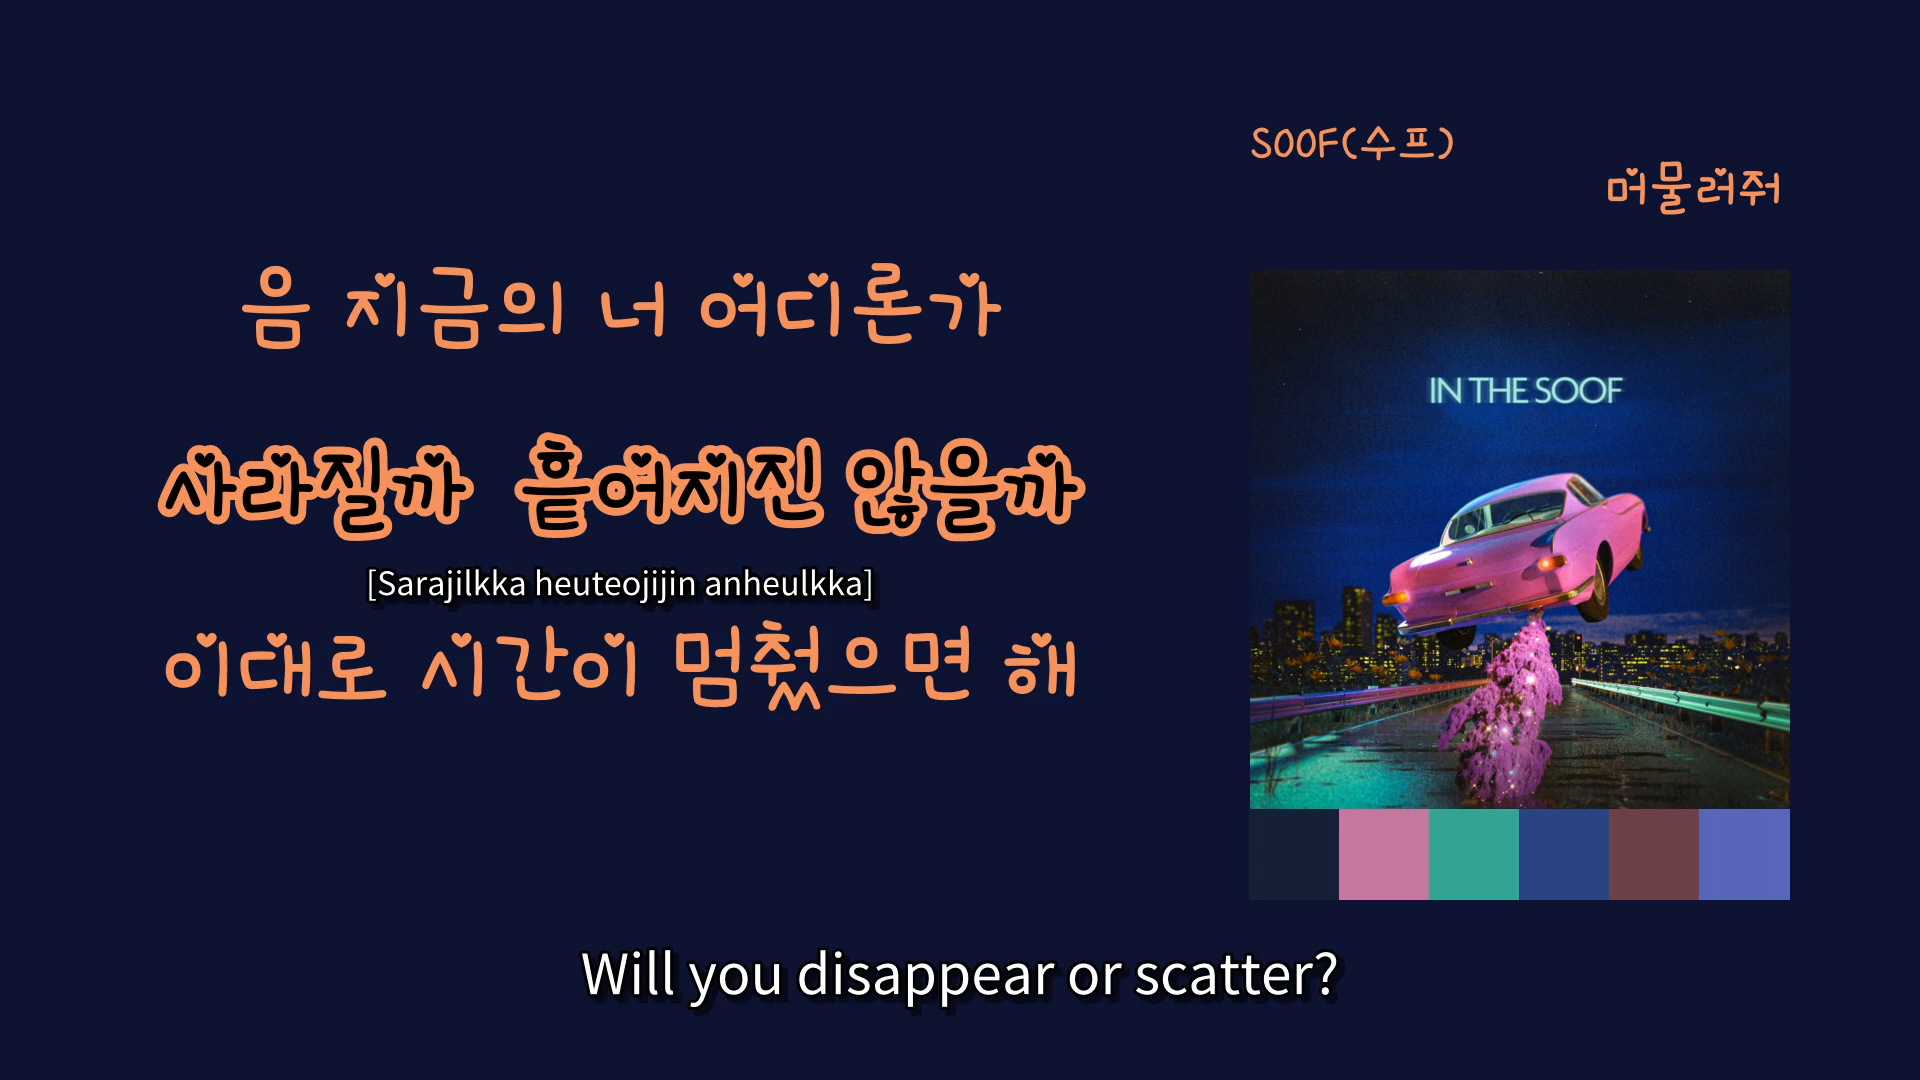 SOOF(수프)
머물러줘
음 지금의 너 어디론가
사라질까 흩어지진 않을까
[Sarajilkka heuteojijin anheulkka]
이대로 시간이 멈췄으면 해
IN THE SOOF
Will you disappear or scatter?